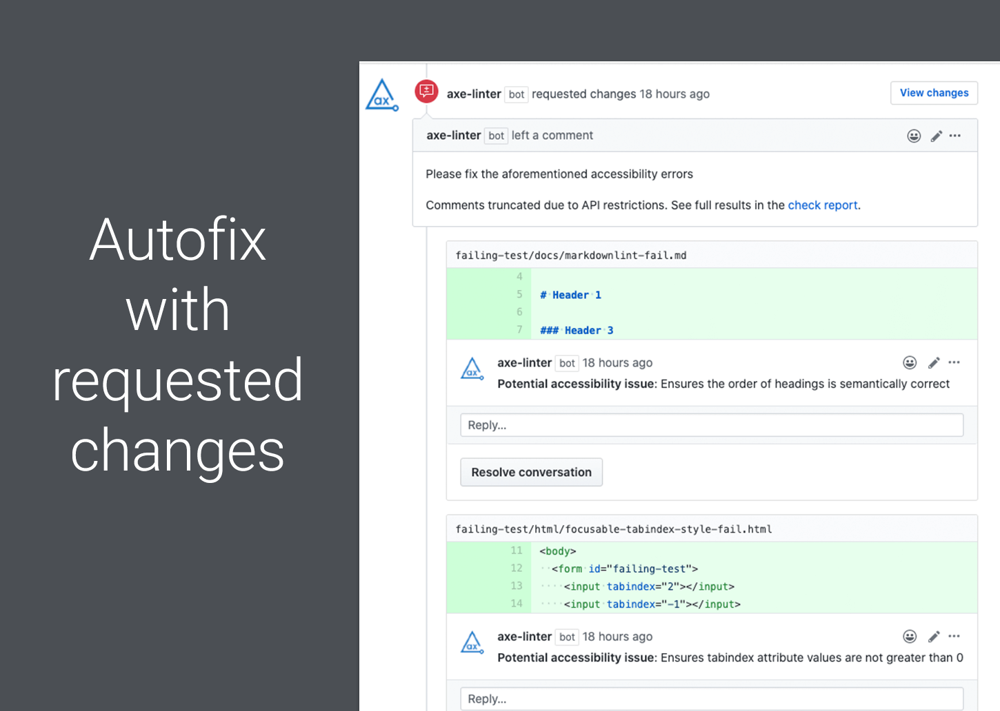 Autofix
with
requested
changes
ax
axe-linter bot requested changes 18 hours ago
View changes
axe-linter bot left a comment
Please fix the aforementioned accessibility errors
Comments truncated due to API restrictions. See full results in the check report.
failing-test/docs/markdownlint-fail.md
4
5 # Header 1
6
7 ### Header 3
ax
axe-linter bot 18 hours ago
Potential accessibility issue: Ensures the order of headings is semantically correct
Reply...
Resolve conversation
failing-test/html/focusable-tabindex-style-fail.html
11 <body>
12 ··<form·id="failing-test">
13 ····<input·tabindex="2"></input>
14 ····<input·tabindex="-1"></input>
ax
axe-linter bot 18 hours ago
Potential accessibility issue: Ensures tabindex attribute values are not greater than 0
Reply...